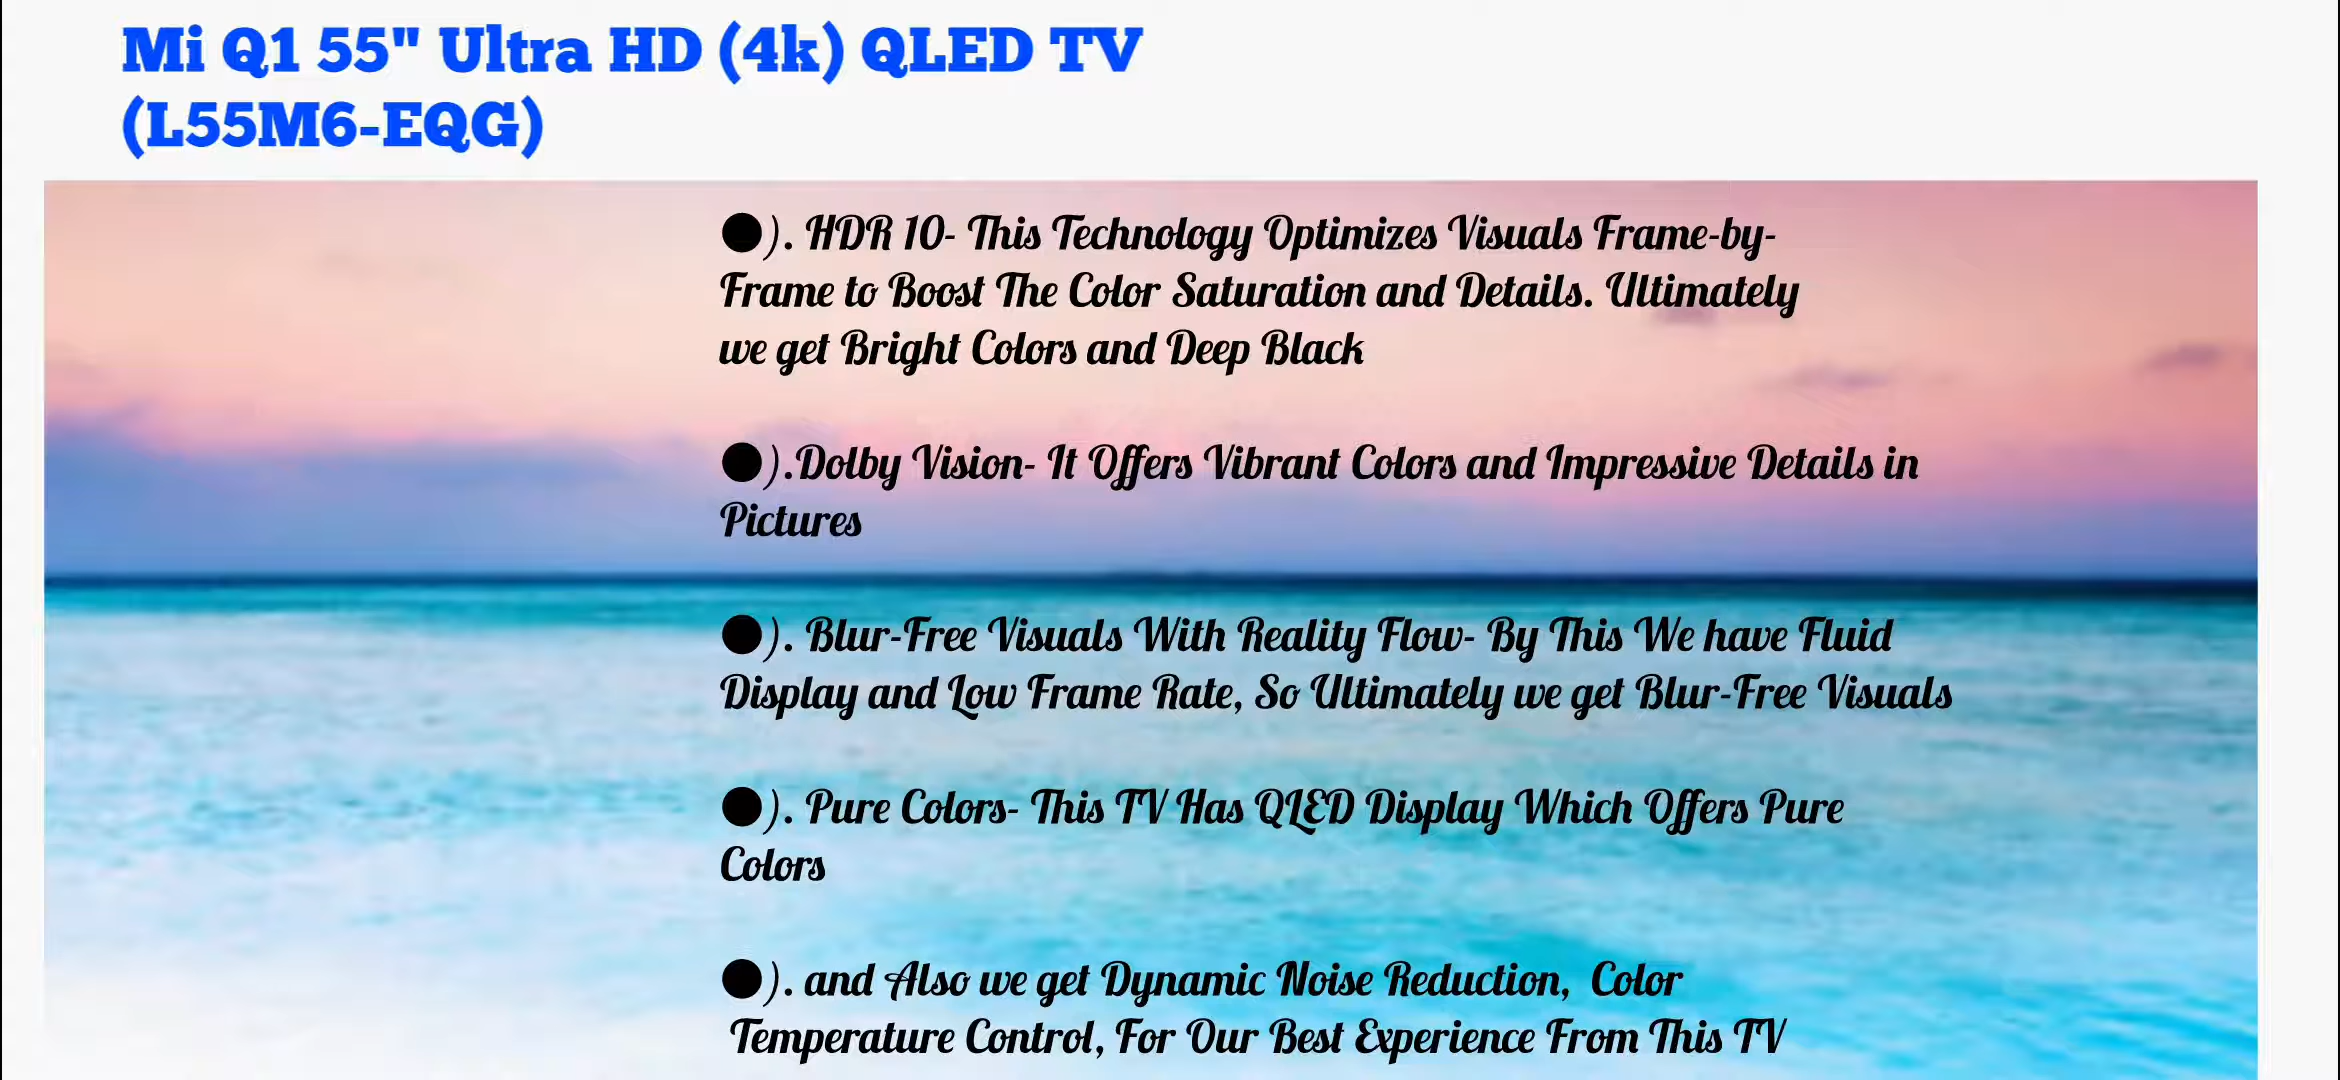 Mi Q1 55" Ultra HD (4k) QLED TV
(L55M6-EQG)
●). HDR 10- This Technology Optimizes Visuals Frame-by-
Frame to Boost The Color Saturation and Details. Ultimately
we get Bright Colors and Deep Black
●).Dolby Vision- It Offers Vibrant Colors and Impressive Details in
Pictures
●). Blur-Free Visuals With Reality Flow- By This We have Fluid
Display and Low Frame Rate, So Ultimately we get Blur-Free Visuals
●). Pure Colors- This TV Has QLED Display Which Offers Pure
Colors
●). and Also we get Dynamic Noise Reduction,  Color
Temperature Control, For Our Best Experience From This TV